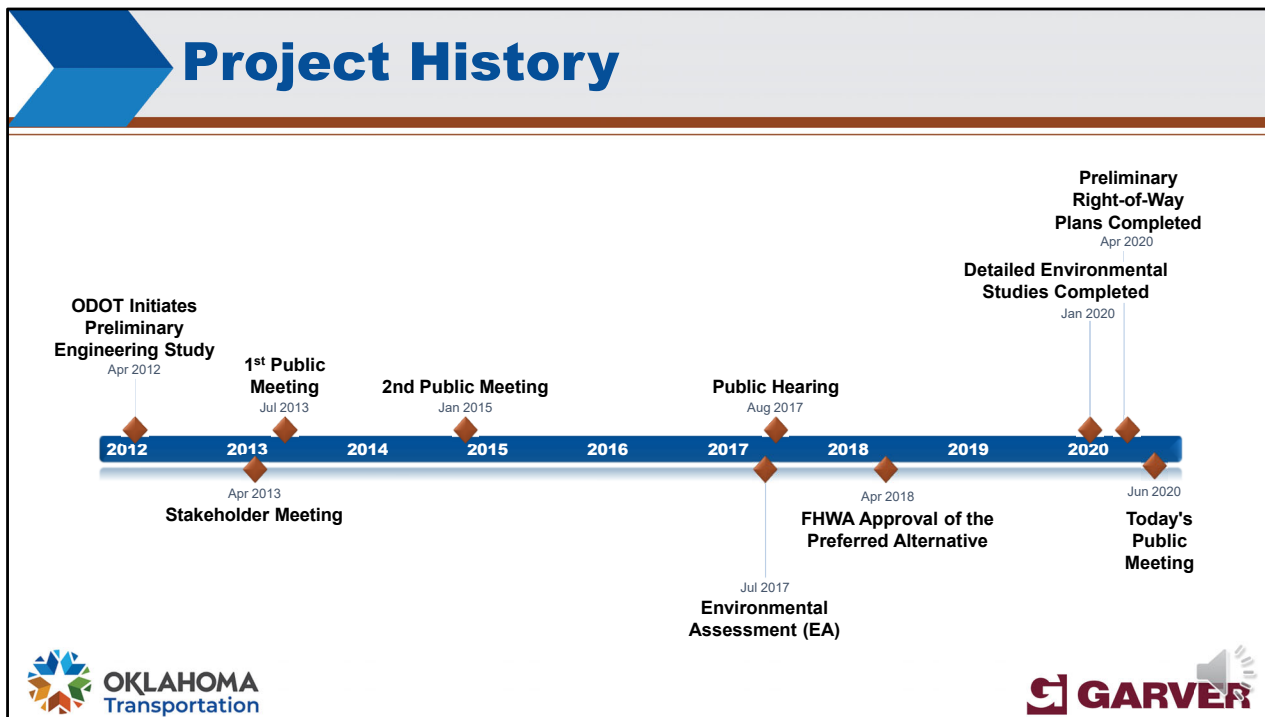 Project History
Preliminary
Right-of-Way
Plans Completed
Apr 2020
Detailed Environmental
Studies Completed
Jan 2020
ODOT Initiates
Preliminary
Engineering Study
Apr 2012
1st Public
Meeting
Jul 2013
2nd Public Meeting
Jan 2015
Public Hearing
Aug 2017
2012 2013 2014 2015 2016 2017 2018 2019 2020
Apr 2013
Stakeholder Meeting
Apr 2018
FHWA Approval of the
Preferred Alternative
Jun 2020
Today's
Public
Meeting
Jul 2017
Environmental
Assessment (EA)
OKLAHOMA
Transportation
GARVER